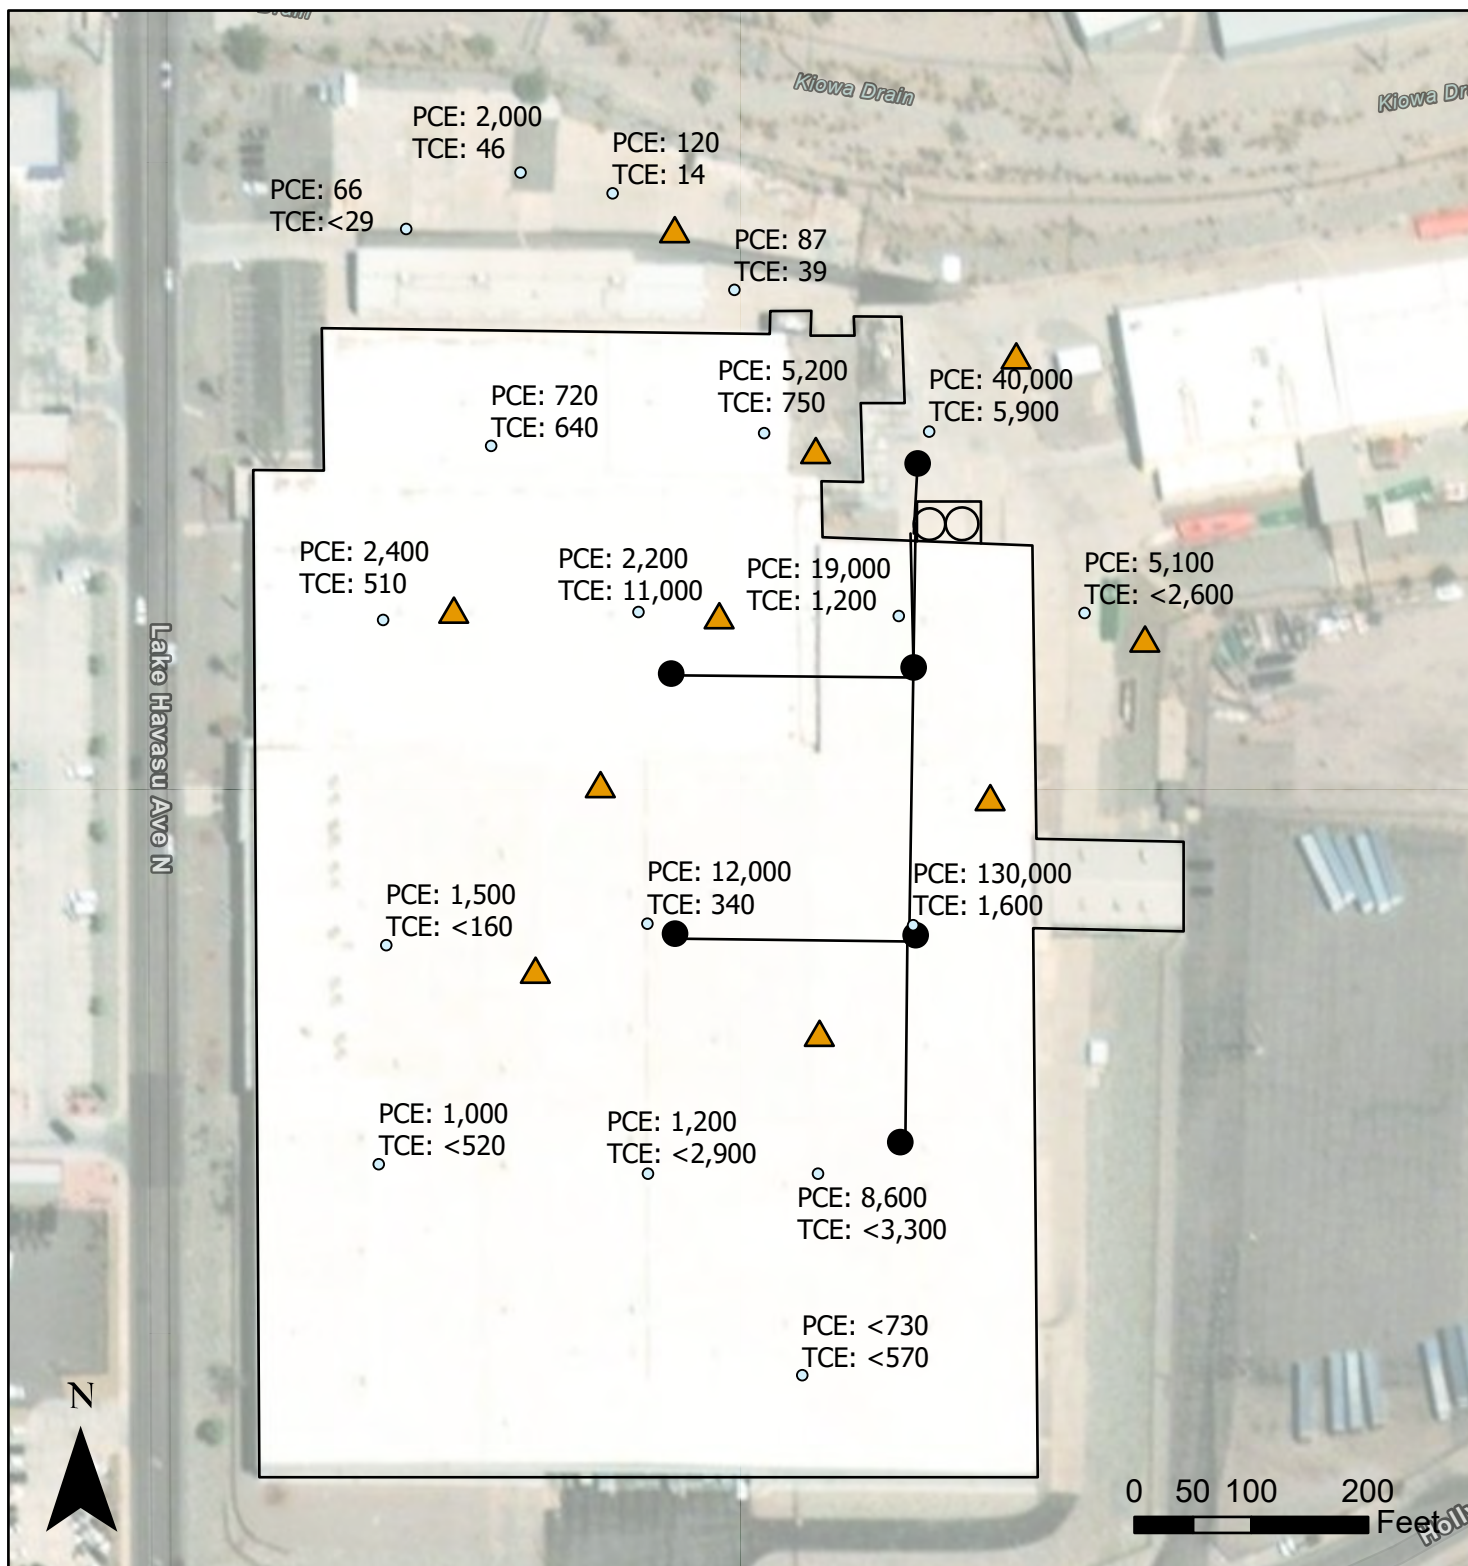 Drain
Kiowa Drain
Kiowa
PCE: 2,000
TCE: 46
PCE: 120
TCE: 14
PCE: 66
TCE:<29
PCE: 87
TCE: 39
PCE: 5,200
TCE: 750
PCE: 40,000
TCE: 5,900
PCE: 720
TCE: 640
PCE: 2,400
TCE: 510
PCE: 2,200
TCE: 11,000
PCE: 19,000
TCE: 1,200
PCE: 5,100
TCE: <2,600
Lake Havasu Ave N
PCE: 1,500
TCE: <160
PCE: 12,000
TCE: 340
PCE: 130,000
TCE: 1,600
PCE: 1,000
TCE: <520
PCE: 1,200
TCE: <2,900
PCE: 8,600
TCE: <3,300
PCE: <730
TCE: <570
N
0 50 100 200
Feet